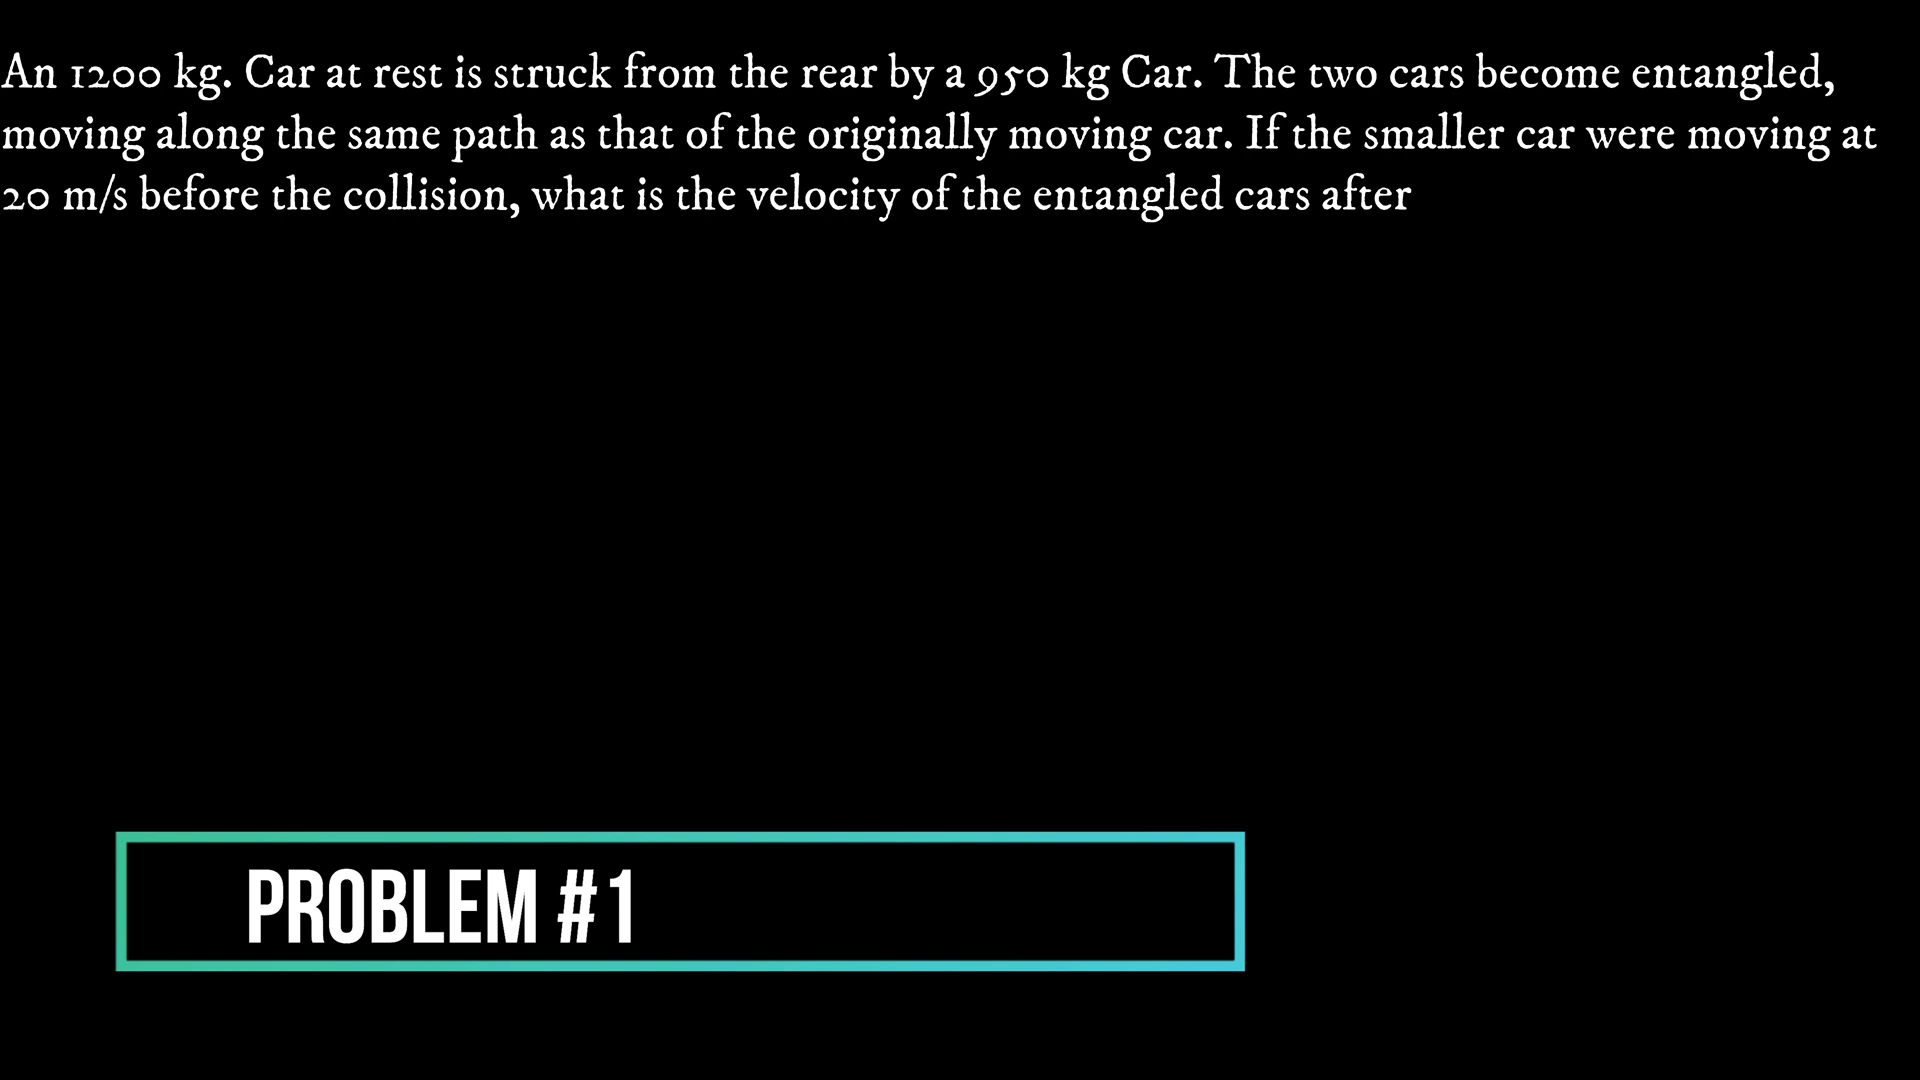 An 1200 kg. Car at rest is struck from the rear by a 950 kg Car. The two cars become entangled,
moving along the same path as that of the originally moving car. If the smaller car were moving at
20 m/s before the collision, what is the velocity of the entangled cars after
PROBLEM #1